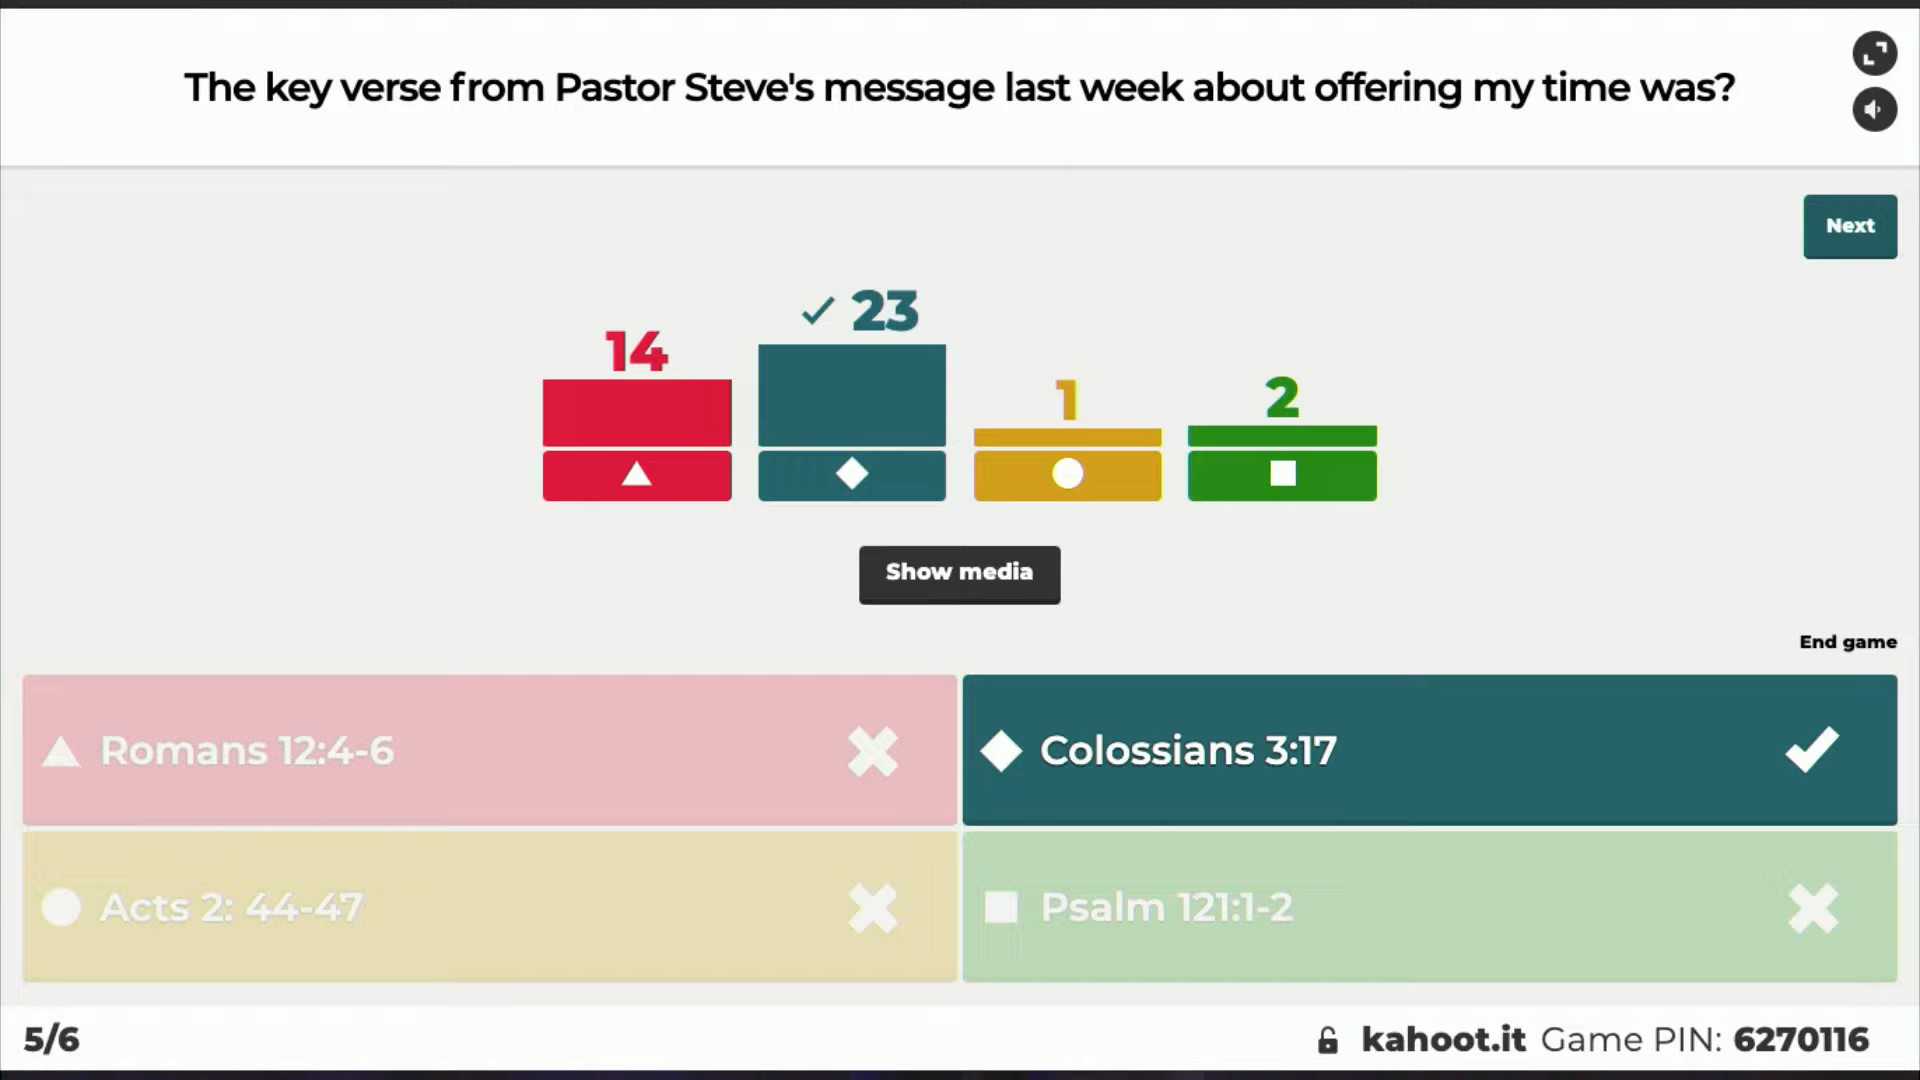 The key verse from Pastor Steve's message last week about offering my time was?
Next
14
23
1
2
Show media
End game
Romans 12:4-6
Colossians 3:17
Acts 2: 44-47
Psalm 121:1-2
5/6
kahoot.it Game PIN: 6270116